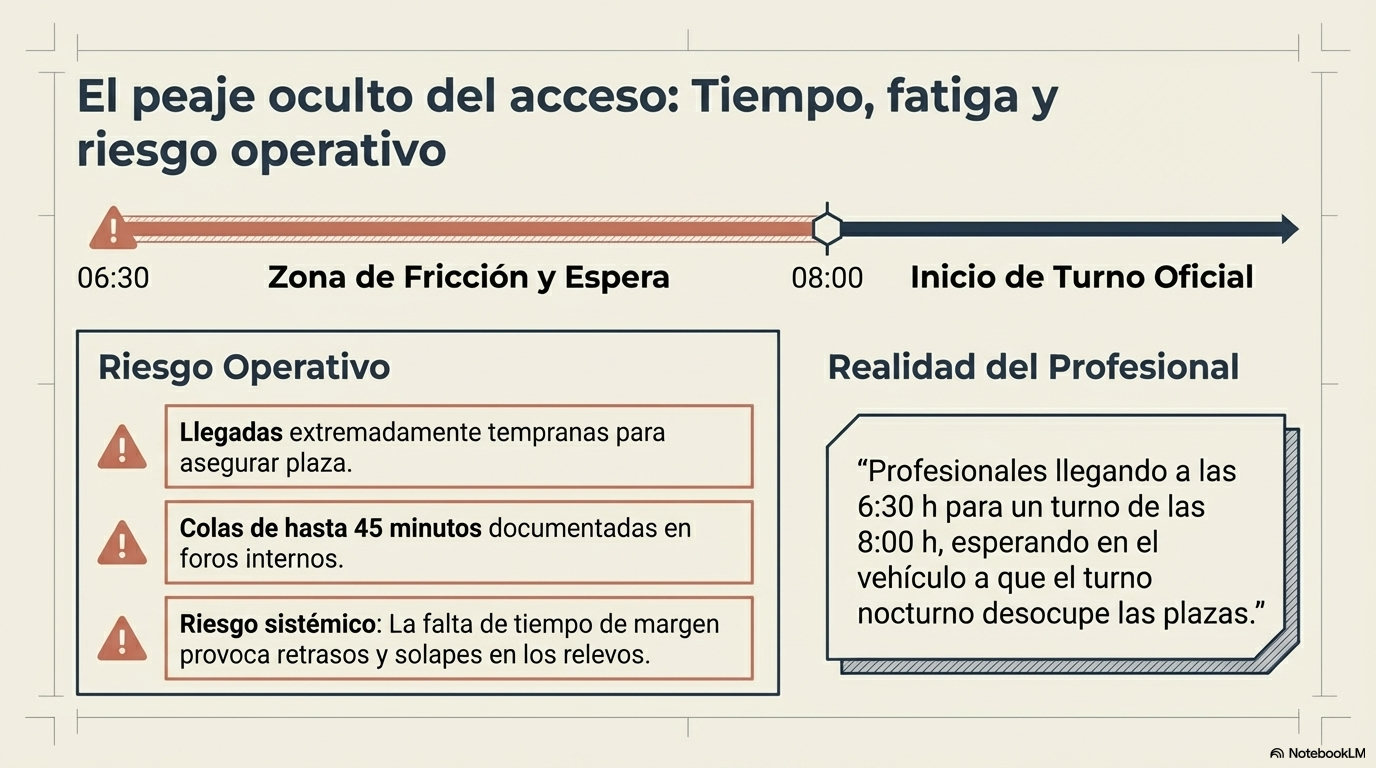 El peaje oculto del acceso: Tiempo, fatiga y
riesgo operativo
06:30
Zona de Fricción y Espera
08:00
Inicio de Turno Oficial
Riesgo Operativo
Llegadas extremadamente tempranas para
asegurar plaza.
Colas de hasta 45 minutos documentadas en
foros internos.
Riesgo sistémico: La falta de tiempo de margen
provoca retrasos y solapes en los relevos.
Realidad del Profesional
“Profesionales llegando a las
6:30 h para un turno de las
8:00 h, esperando en el
vehículo a que el turno
nocturno desocupe las plazas.”
NotebookLM